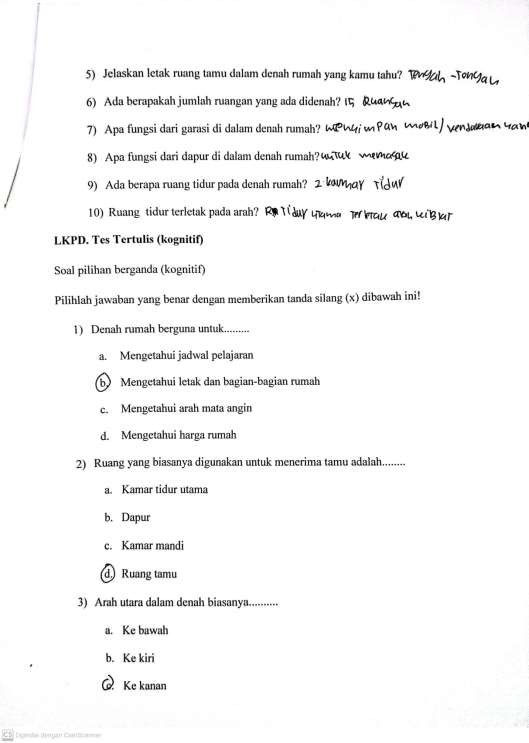 5) Jelaskan letak ruang tamu dalam denah rumah yang kamu tahu? Tengah - Tengah
6) Ada berapakah jumlah ruangan yang ada didenah? 15 Ruangan
7) Apa fungsi dari garasi di dalam denah rumah? menyimpan mobil/
8) Apa fungsi dari dapur di dalam denah rumah? untuk memasak
9) Ada berapa ruang tidur pada denah rumah? 2 kamar Tidur
10) Ruang tidur terletak pada arah? Tidur utama
LKPD. Tes Tertulis (kognitif)
Soal pilihan berganda (kognitif)
Pilihlah jawaban yang benar dengan memberikan tanda silang (x) dibawah ini!
1) Denah rumah berguna untuk.........
a. Mengetahui jadwal pelajaran
b. Mengetahui letak dan bagian-bagian rumah
c. Mengetahui arah mata angin
d. Mengetahui harga rumah
2) Ruang yang biasanya digunakan untuk menerima tamu adalah........
a. Kamar tidur utama
b. Dapur
c. Kamar mandi
d. Ruang tamu
3) Arah utara dalam denah biasanya..........
a. Ke bawah
b. Ke kiri
c. Ke kanan
CS Dipindai dengan CamScanner